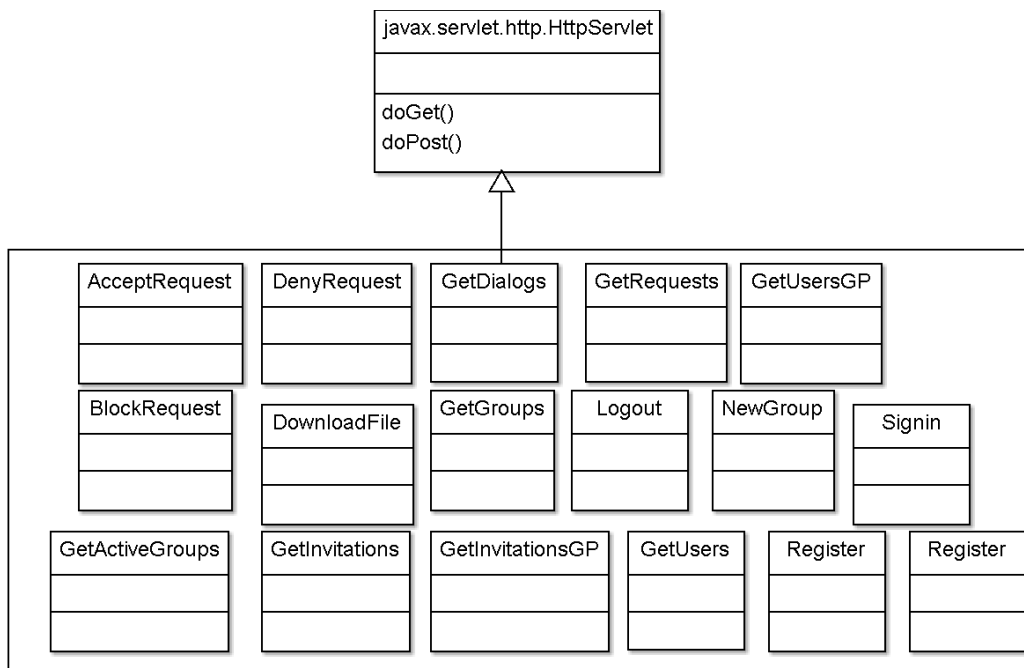 javax.servlet.http.HttpServlet
doGet()
doPost()
AcceptRequest
DenyRequest
GetDialogs
GetRequests
GetUsersGP
BlockRequest
DownloadFile
GetGroups
Logout
NewGroup
Signin
GetActiveGroups
GetInvitations
GetInvitationsGP
GetUsers
Register
Register